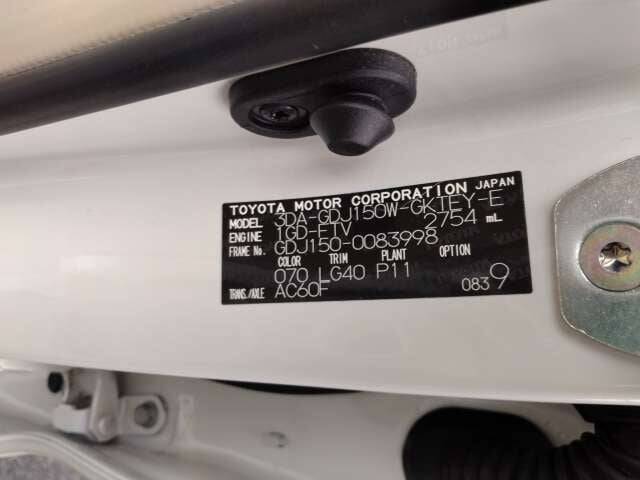 TOYOTA MOTOR CORPORATION JAPAN
MODEL 3DA-GDJ150W-GKTEY-E
ENGINE 1GD-FTV 2754 mL
FRAME No. GDJ150-0083998
COLOR TRIM PLANT OPTION
070 LG40 P11
TRANS./AXLE AC60F 0839